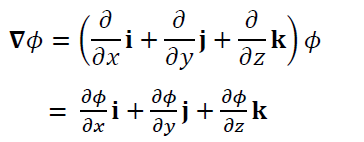 ∇ϕ = (∂/∂x i + ∂/∂y j + ∂/∂z k) ϕ
= ∂ϕ/∂x i + ∂ϕ/∂y j + ∂ϕ/∂z k